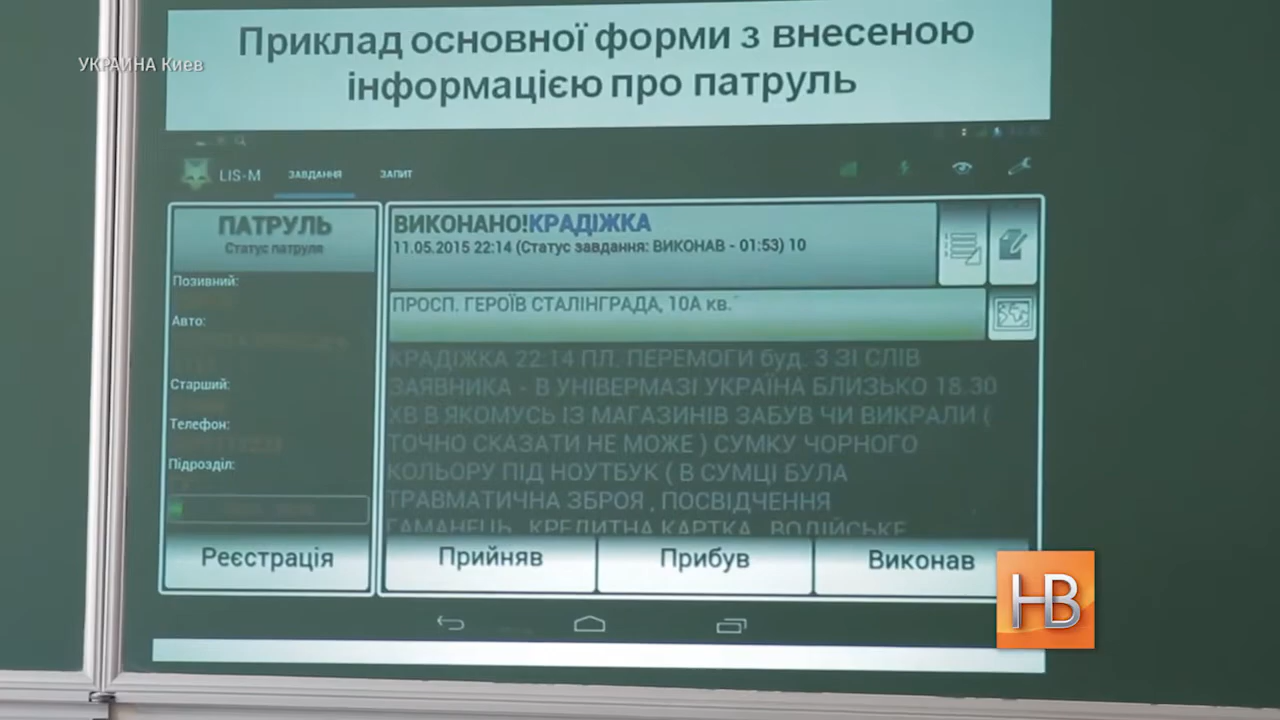 УКРАИНА Киев
Приклад основної форми з внесеною
інформацією про патруль
LIS-M
ЗАВДАННЯ
ЗАПИТ
ПАТРУЛЬ
Статус патруля
Позивний:
Авто:
Старший:
Телефон:
Підрозділ:
Реєстрація
ВИКОНАНО!КРАДІЖКА
11.05.2015 22:14 (Статус завдання: ВИКОНАВ - 01:53) 10
ПРОСП. ГЕРОЇВ СТАЛІНГРАДА, 10А кв.
КРАДІЖКА 22:14 ПЛ. ПЕРЕМОГИ буд. 3 ЗІ СЛІВ
ЗАЯВНИКА - В УНІВЕРМАЗІ УКРАЇНА БЛИЗЬКО 18.30
ХВ В ЯКОМУСЬ ІЗ МАГАЗИНІВ ЗАБУВ ЧИ ВИКРАЛИ (
ТОЧНО СКАЗАТИ НЕ МОЖЕ ) СУМКУ ЧОРНОГО
КОЛЬОРУ ПІД НОУТБУК ( В СУМЦІ БУЛА
ТРАВМАТИЧНА ЗБРОЯ , ПОСВІДЧЕННЯ
ГАМАНЕЦЬ , КРЕДИТНА КАРТКА , ВОДІЙСЬКЕ
Прийняв
Прибув
Виконав
НВ